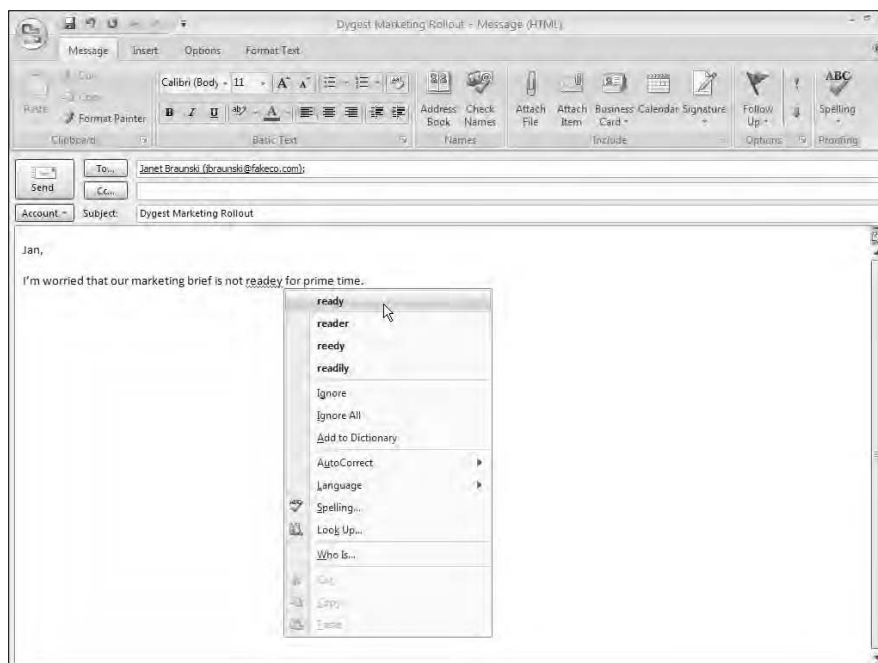 Dygest Marketing Rollout - Message (HTML)
Message Insert Options Format Text
Cut
Copy
Paste
Format Painter
Clipboard
Calibri (Body) 11 A A
B I U ab A
Basic Text
Address Book
Check Names
Names
Attach File
Attach Item
Business Card
Calendar
Signature
Include
Follow Up
Options
ABC
Spelling
Proofing
Send
To...
Janet Braunski (jbraunski@fakeco.com);
Cc...
Account
Subject:
Dygest Marketing Rollout
Jan,
I'm worried that our marketing brief is not readey for prime time.
ready
reader
reedy
readily
Ignore
Ignore All
Add to Dictionary
AutoCorrect
Language
Spelling...
Look Up...
Who Is...
Cut
Copy
Paste